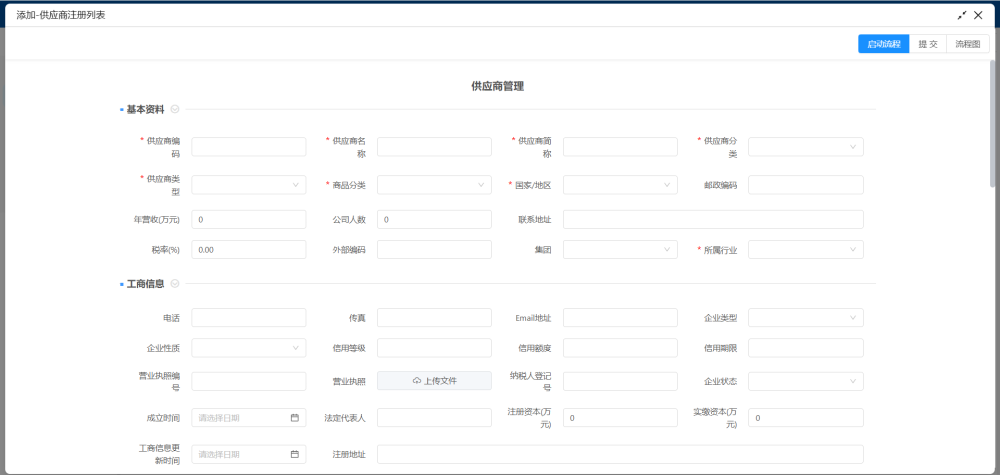 添加-供应商注册列表
启动流程 提 交 流程图
供应商管理
基本资料
* 供应商编码 * 供应商名称 * 供应商简称 * 供应商分类
* 供应商类型 * 商品分类 * 国家/地区 邮政编码
年营收(万元) 0 公司人数 0 联系地址
税率(%) 0.00 外部编码 集团 * 所属行业
工商信息
电话 传真 Email地址 企业类型
企业性质 信用等级 信用额度 信用期限
营业执照编号 营业执照 上传文件 纳税人登记号 企业状态
成立时间 请选择日期 法定代表人 注册资本(万元) 0 实缴资本(万元) 0
工商信息更新时间 请选择日期 注册地址